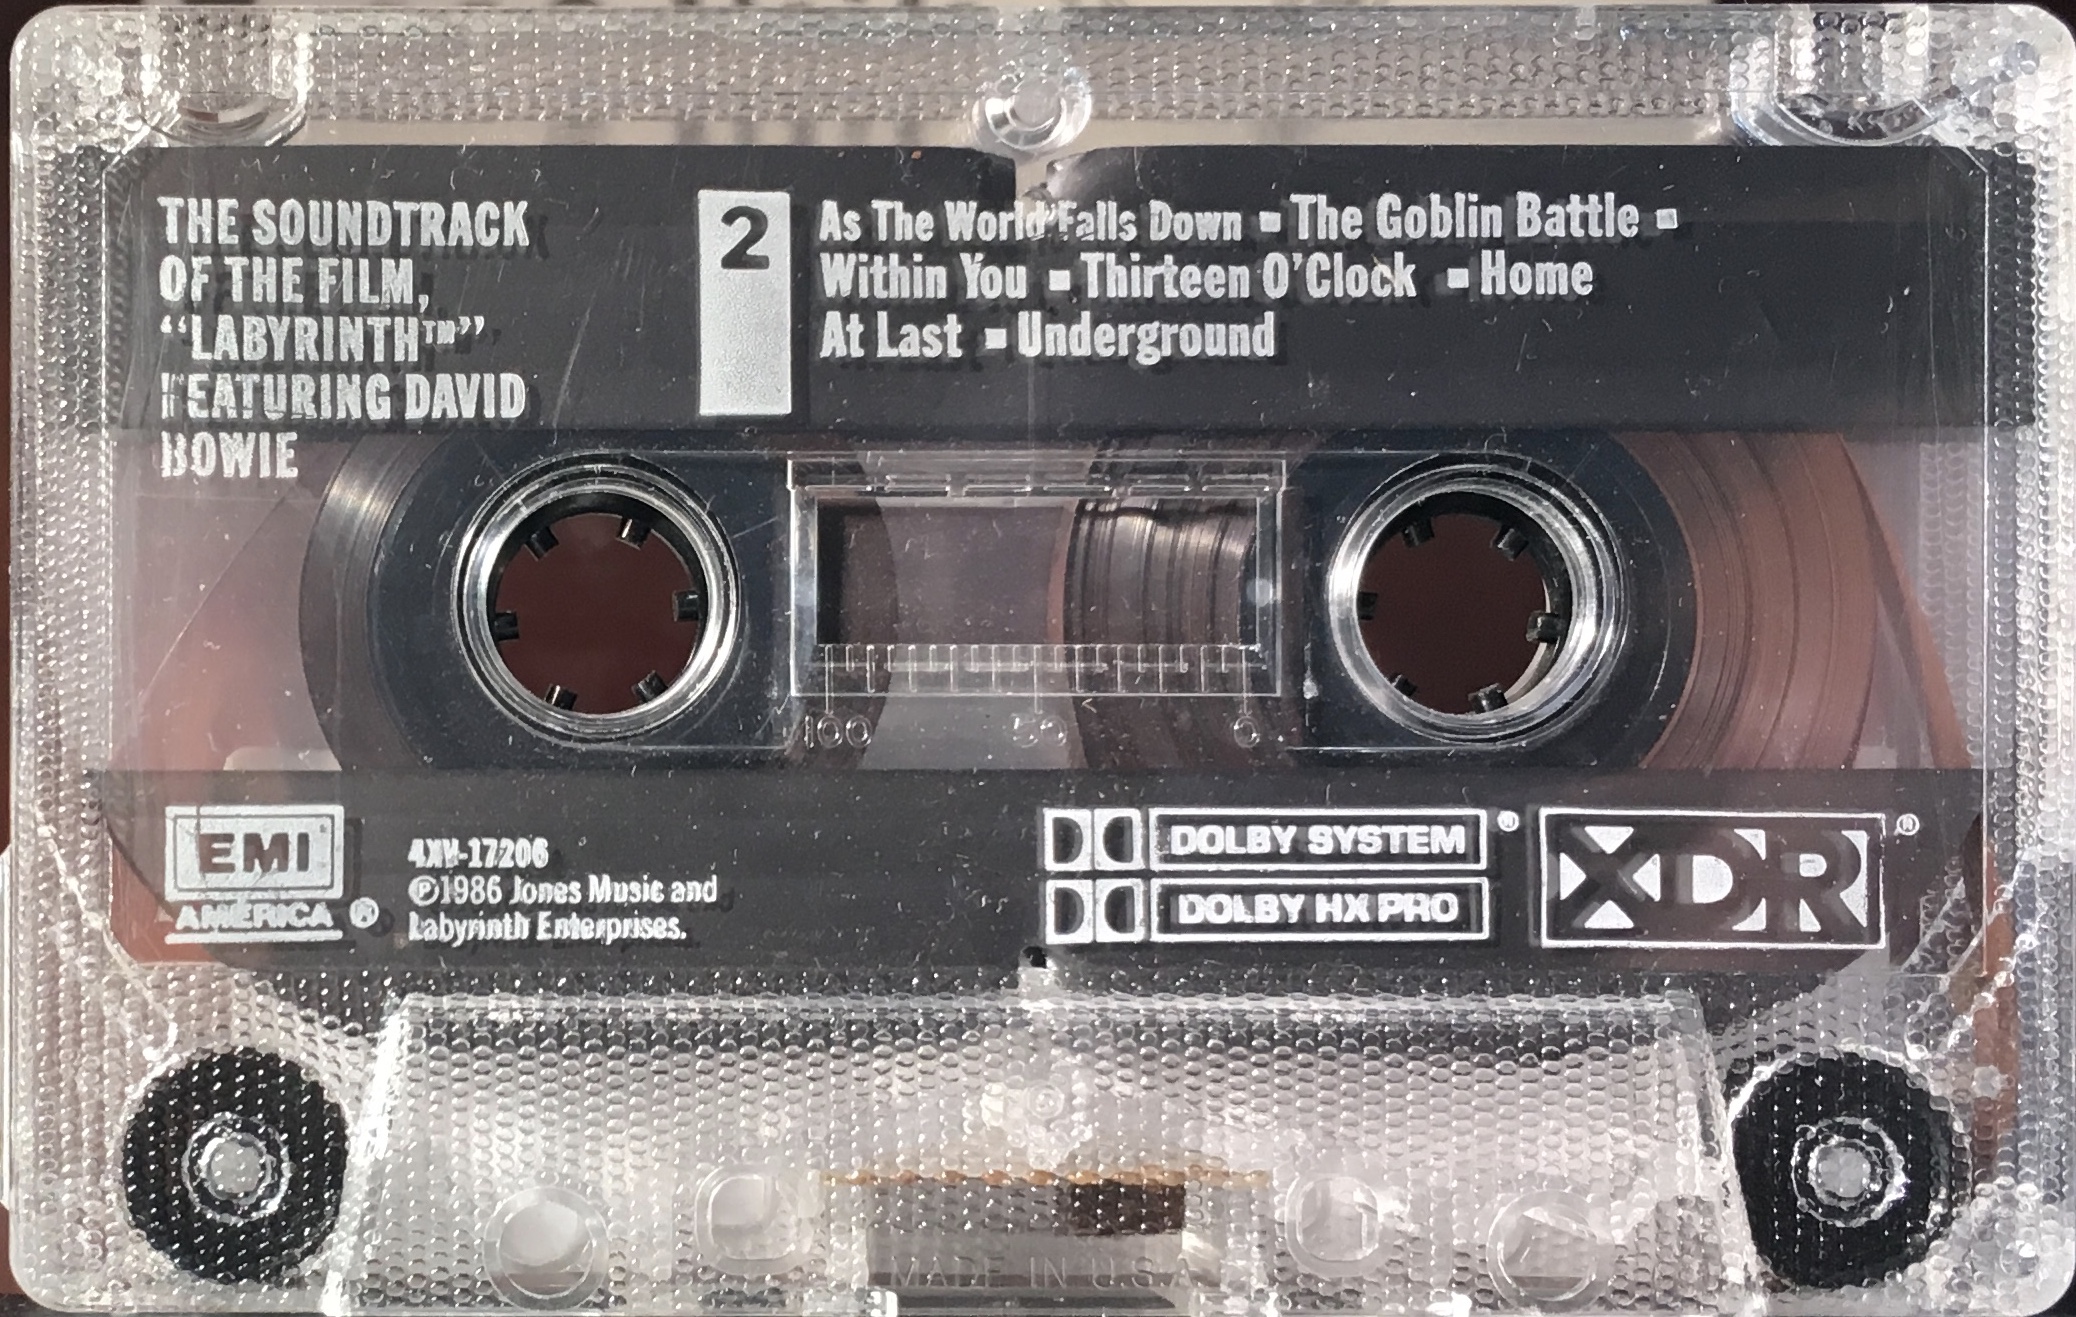 THE SOUNDTRACK
OF THE FILM,
“LABYRINTH™”
FEATURING DAVID
BOWIE
2
As The World Falls Down ▪ The Goblin Battle ▪
Within You ▪ Thirteen O'Clock ▪ Home
At Last ▪ Underground
100 50 0
EMI
AMERICA ®
4XV-17206
Ⓟ1986 Jones Music and
Labyrinth Enterprises.
DOLBY SYSTEM ®
DOLBY HX PRO
XDR ®
MADE IN U.S.A.